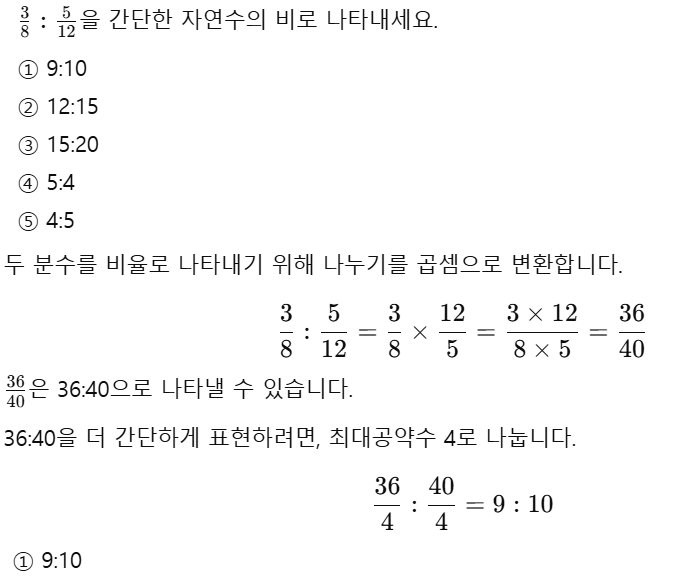 3/8 : 5/12을 간단한 자연수의 비로 나타내세요.
① 9:10
② 12:15
③ 15:20
④ 5:4
⑤ 4:5
두 분수를 비율로 나타내기 위해 나누기를 곱셈으로 변환합니다.
3/8 : 5/12 = 3/8 × 12/5 = (3 × 12)/(8 × 5) = 36/40
36/40은 36:40으로 나타낼 수 있습니다.
36:40을 더 간단하게 표현하려면, 최대공약수 4로 나눕니다.
36/4 : 40/4 = 9 : 10
① 9:10